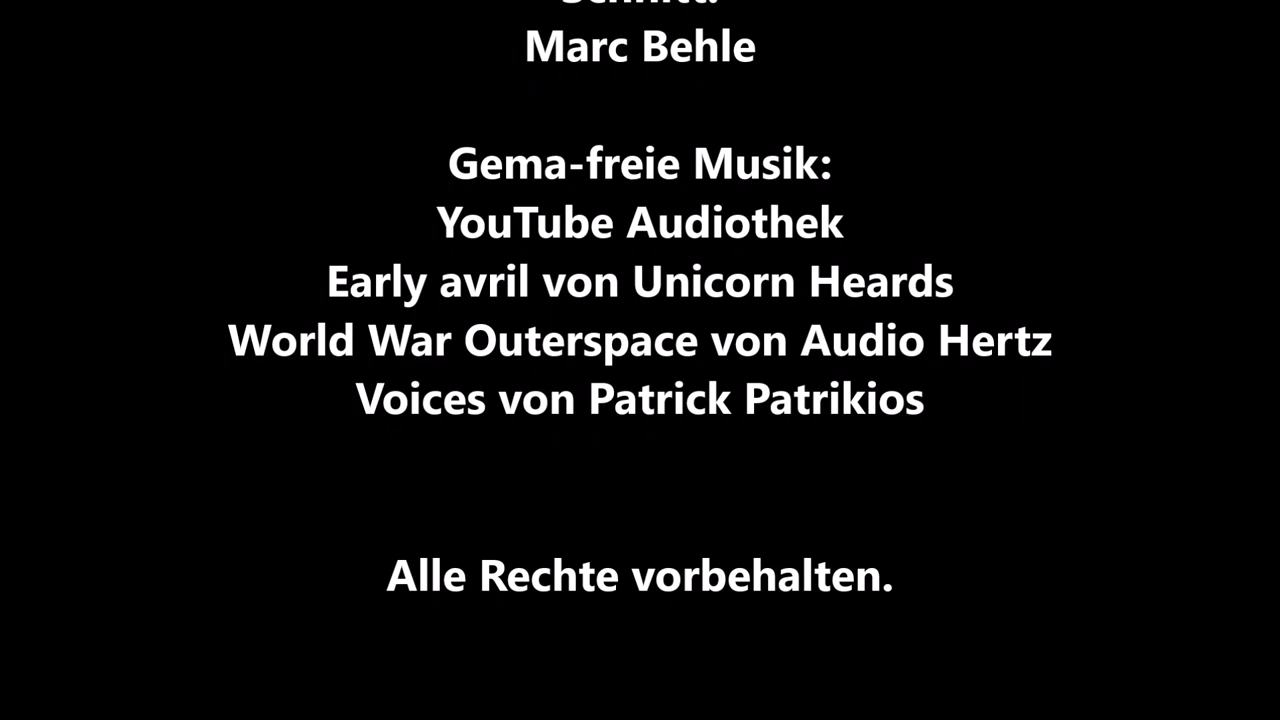 Schnitt:
Marc Behle
Gema-freie Musik:
YouTube Audiothek
Early avril von Unicorn Heards
World War Outerspace von Audio Hertz
Voices von Patrick Patrikios
Alle Rechte vorbehalten.